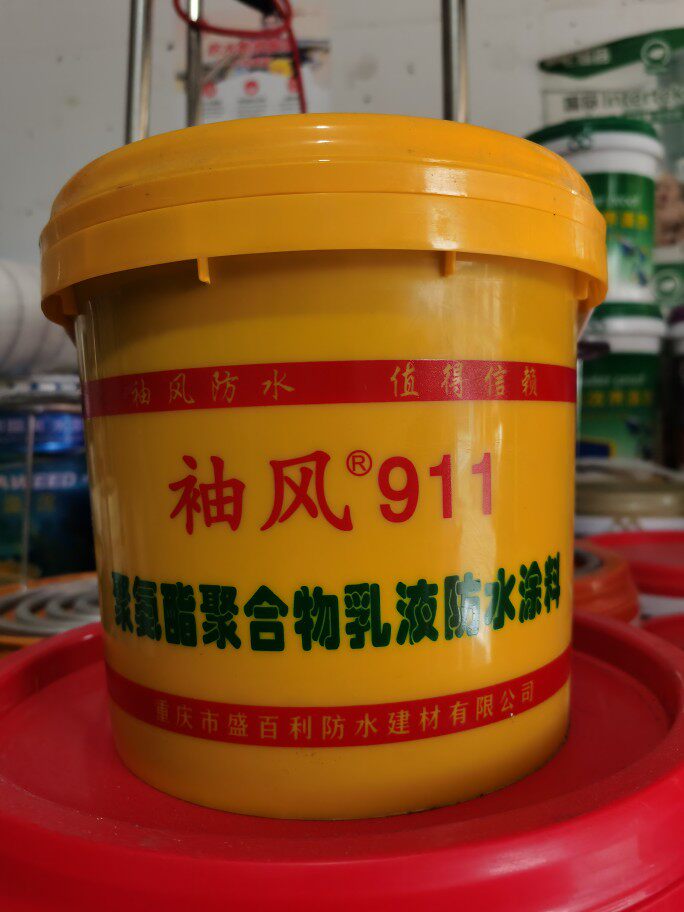 袖风防水 值得信赖
袖风®911
聚氨酯聚合物乳液防水涂料
重庆市盛百利防水建材有限公司